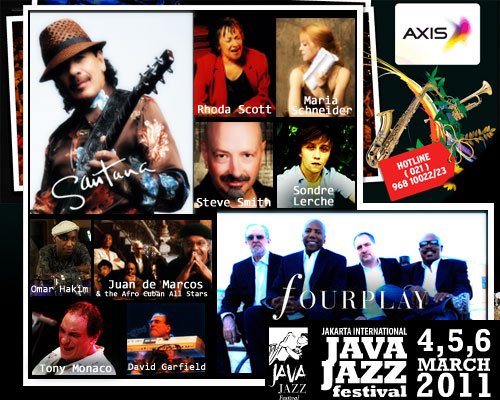 AXIS
Rhoda Scott
Maria
Schneider
Santana
Steve Smith
Sondre
Lerche
HOTLINE
( 021 )
968 10022/23
Omar Hakim
Juan de Marcos
& the Afro Cuban All Stars
Tony Monaco
David Garfield
fOURPLAY
JAVA
JAZZ
Festival
JAKARTA INTERNATIONAL
JAVA
JAZZ
festival
4,5,6
MARCH
2011